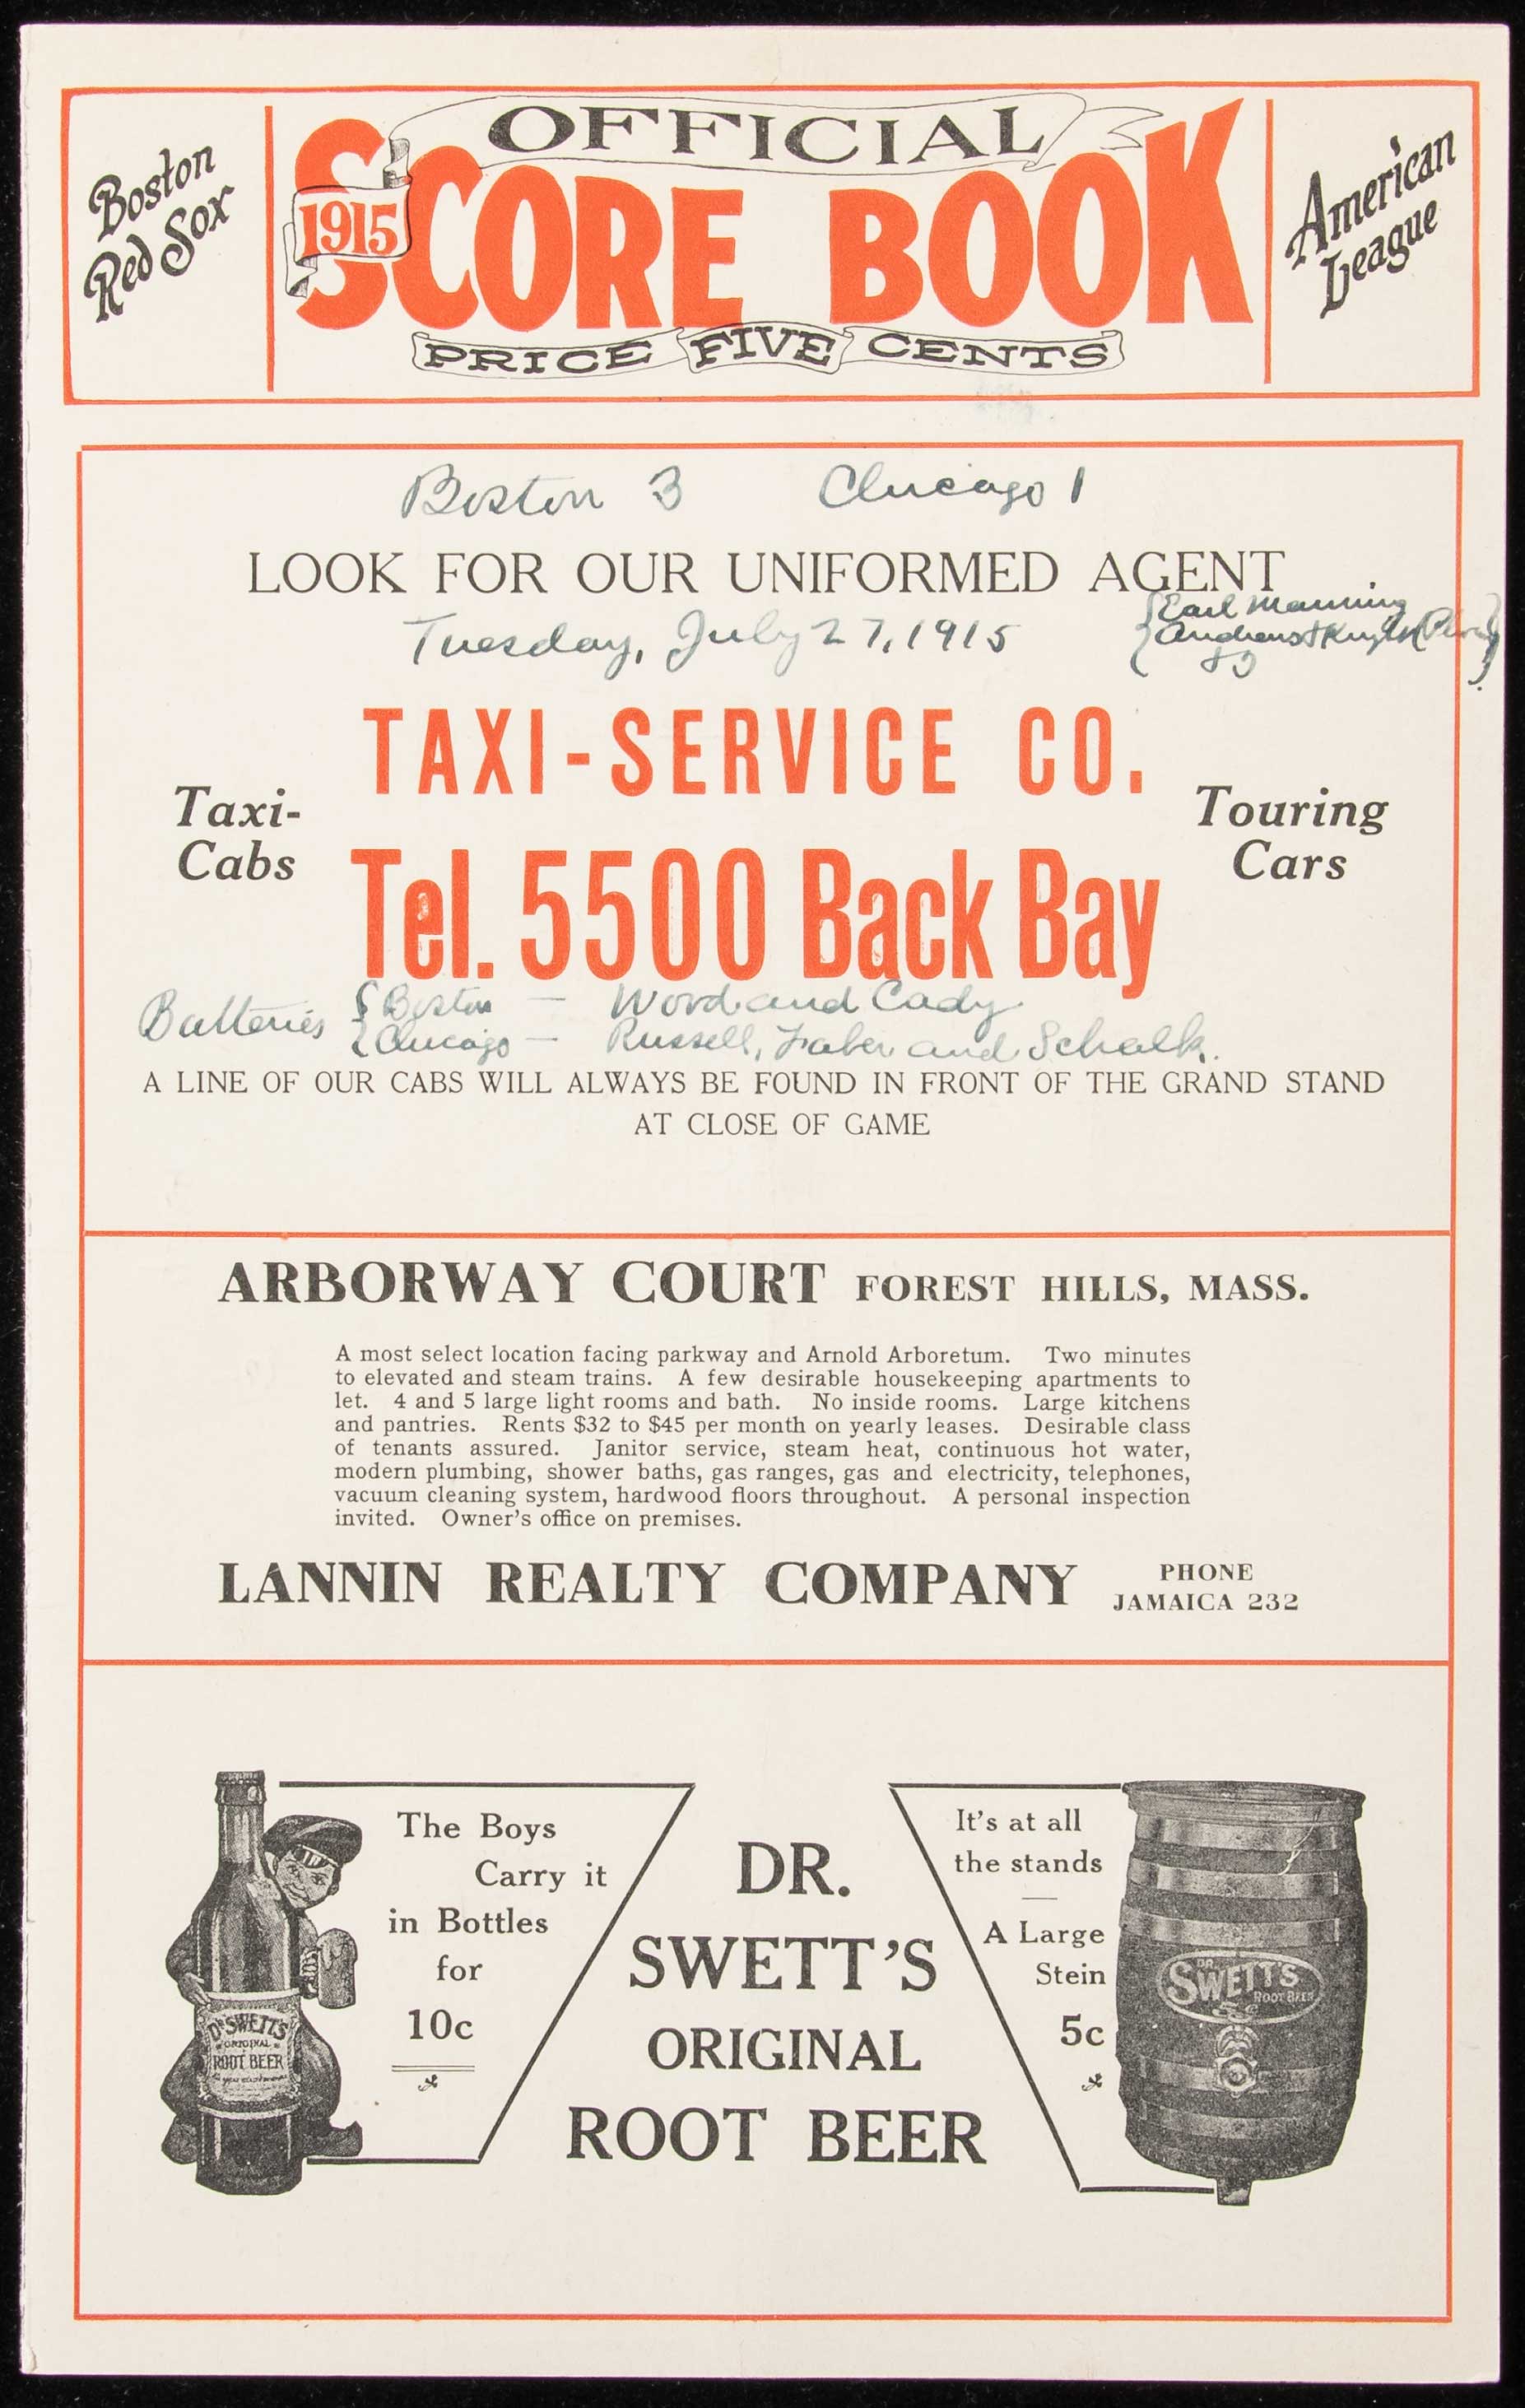 Boston
Red Sox
OFFICIAL
1915
SCORE BOOK
PRICE FIVE CENTS
American
League
Boston 3 Chicago 1
LOOK FOR OUR UNIFORMED AGENT
Tuesday, July 27, 1915
Earl Manning
TAXI-SERVICE CO.
Taxi-
Cabs
Touring
Cars
Tel. 5500 Back Bay
Batteries { Boston — Wood and Cady
{ Chicago — Russell, Faber and Schalk.
A LINE OF OUR CABS WILL ALWAYS BE FOUND IN FRONT OF THE GRAND STAND
AT CLOSE OF GAME
ARBORWAY COURT FOREST HILLS, MASS.
A most select location facing parkway and Arnold Arboretum. Two minutes
to elevated and steam trains. A few desirable housekeeping apartments to
let. 4 and 5 large light rooms and bath. No inside rooms. Large kitchens
and pantries. Rents $32 to $45 per month on yearly leases. Desirable class
of tenants assured. Janitor service, steam heat, continuous hot water,
modern plumbing, shower baths, gas ranges, gas and electricity, telephones,
vacuum cleaning system, hardwood floors throughout. A personal inspection
invited. Owner's office on premises.
LANNIN REALTY COMPANY
PHONE
JAMAICA 232
The Boys
Carry it
in Bottles
for
10c
DR.
SWETT'S
ORIGINAL
ROOT BEER
It's at all
the stands
A Large
Stein
5c
Dr SWETT'S
ORIGINAL
ROOT BEER
DR.
SWETT'S
ROOT BEER
5c